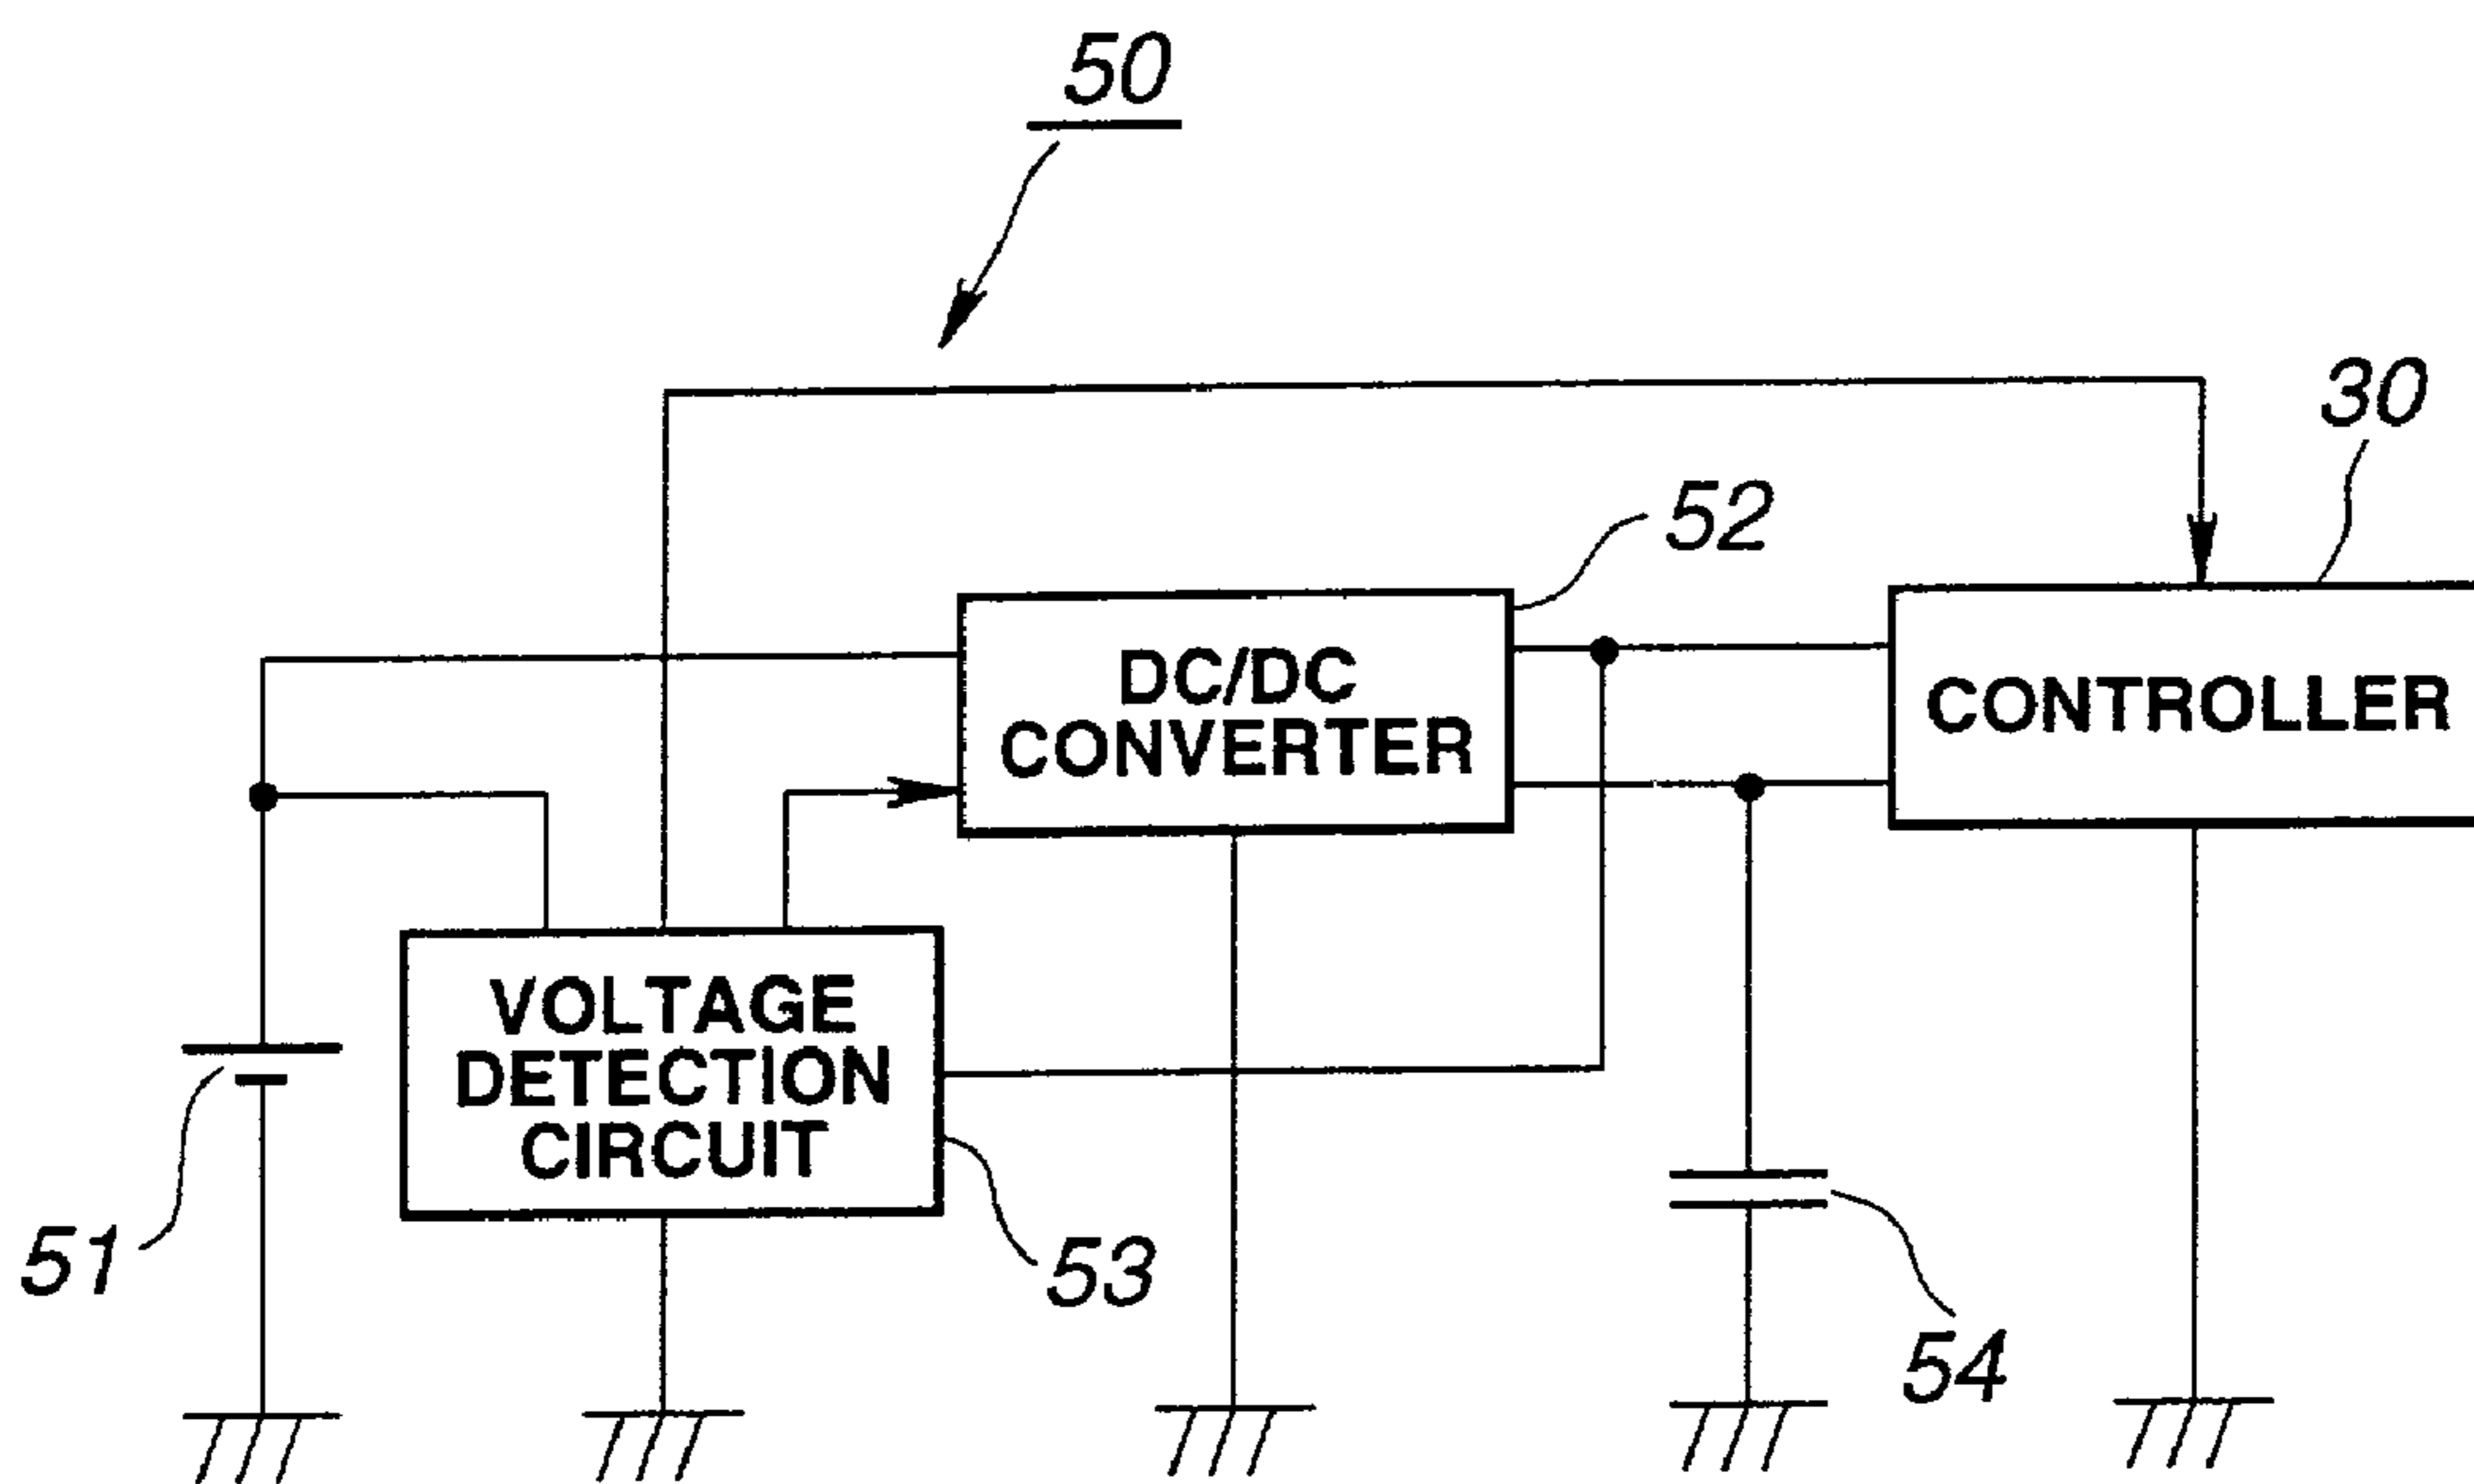 50
30
52
DC/DC
CONVERTER
CONTROLLER
VOLTAGE
DETECTION
CIRCUIT
51
53
54